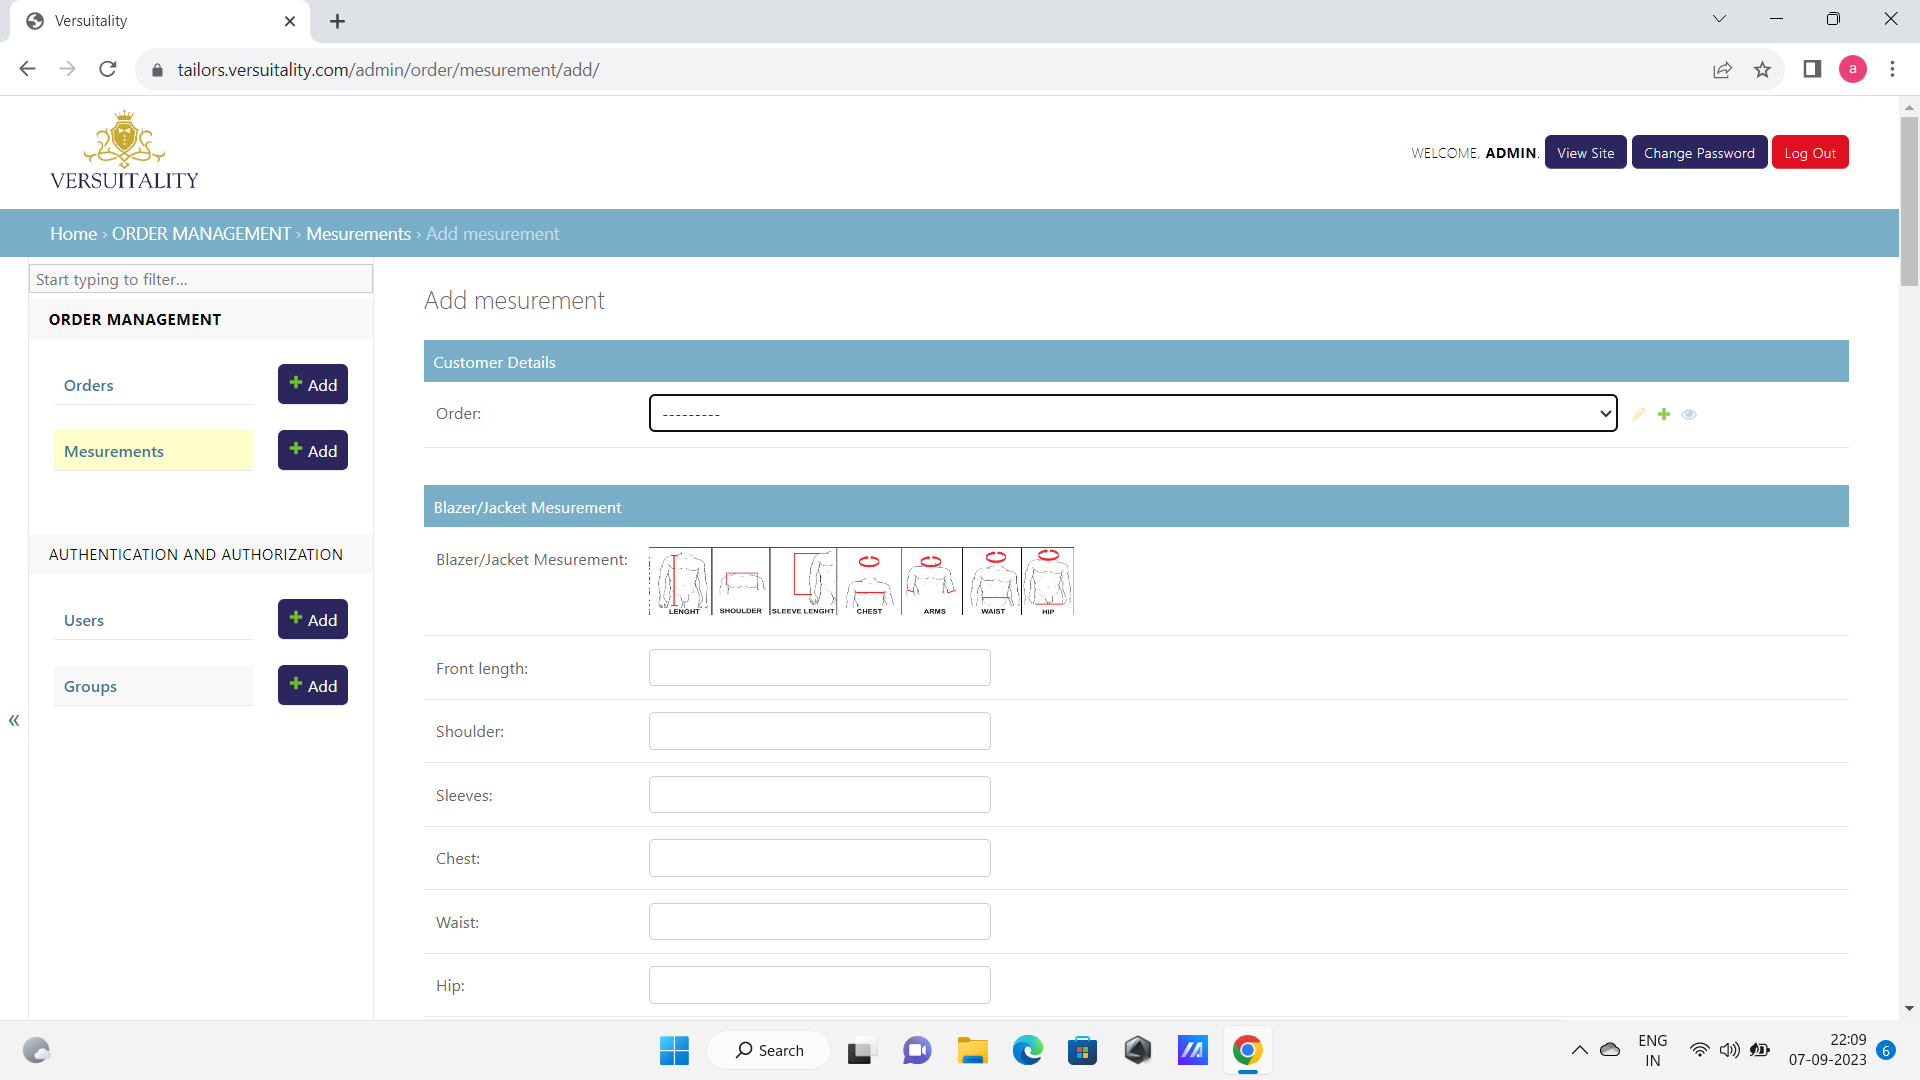 Versuitality
tailors.versuitality.com/admin/order/mesurement/add/
a
VERSUITALITY
WELCOME, ADMIN. View Site Change Password Log Out
Home › ORDER MANAGEMENT › Mesurements › Add mesurement
Start typing to filter...
ORDER MANAGEMENT
Orders
Add
Mesurements
Add
AUTHENTICATION AND AUTHORIZATION
Users
Add
Groups
Add
«
Add mesurement
Customer Details
Order:
---------
Blazer/Jacket Mesurement
Blazer/Jacket Mesurement:
LENGHT SHOULDER SLEEVE LENGHT CHEST ARMS WAIST HIP
Front length:
Shoulder:
Sleeves:
Chest:
Waist:
Hip:
Search
ENG
IN
22:09
07-09-2023
6